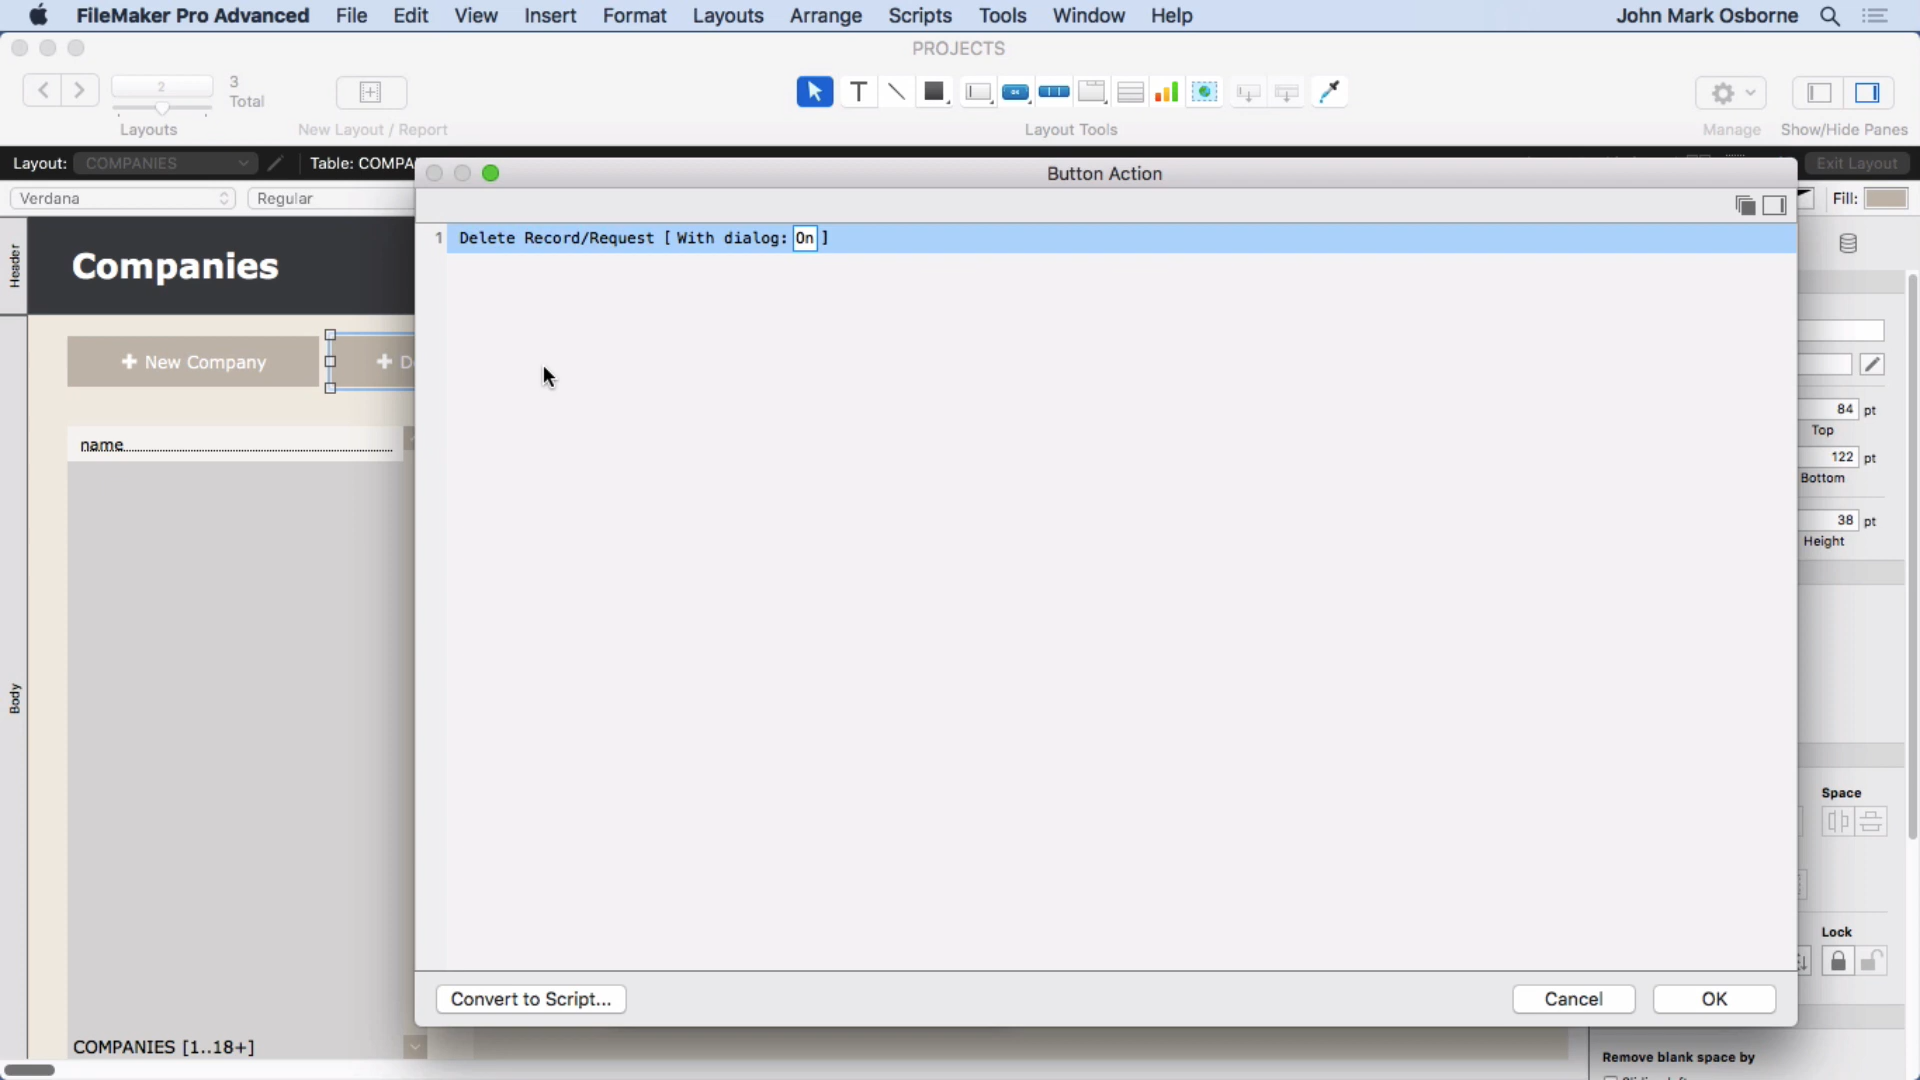 FileMaker Pro Advanced File Edit View Insert Format Layouts Arrange Scripts Tools Window Help John Mark Osborne
PROJECTS
2
3
Total
Layouts
New Layout / Report
Layout Tools
Manage
Show/Hide Panes
Layout: COMPANIES
Table: COMPA
Exit Layout
Verdana
Regular
Fill:
Button Action
1 Delete Record/Request [ With dialog: On ]
Header
Companies
New Company
D
name
Body
COMPANIES [1..18+]
84 pt
Top
122 pt
Bottom
38 pt
Height
Space
Lock
Convert to Script...
Cancel
OK
Remove blank space by